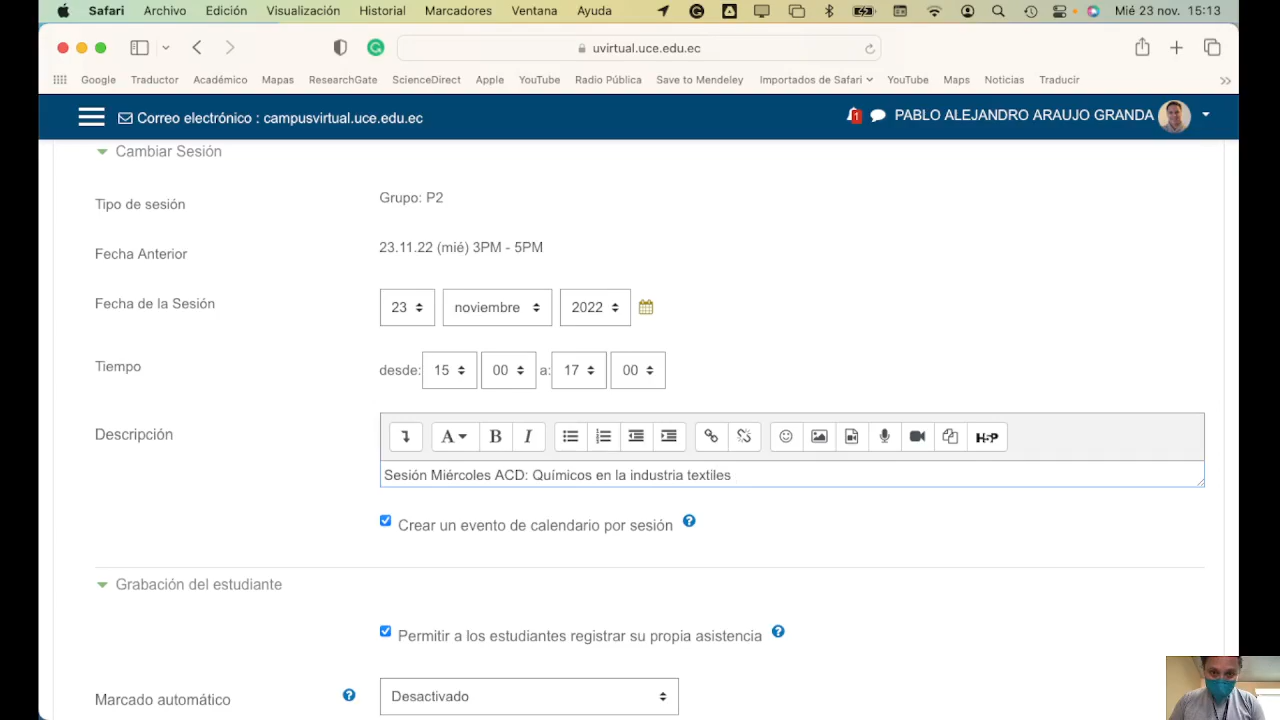 Safari Archivo Edición Visualización Historial Marcadores Ventana Ayuda Mié 23 nov. 15:13
uvirtual.uce.edu.ec
Google Traductor Académico Mapas ResearchGate ScienceDirect Apple YouTube Radio Pública Save to Mendeley Importados de Safari YouTube Maps Noticias Traducir
Correo electrónico : campusvirtual.uce.edu.ec 1 PABLO ALEJANDRO ARAUJO GRANDA
Cambiar Sesión
Tipo de sesión Grupo: P2
Fecha Anterior 23.11.22 (mié) 3PM - 5PM
Fecha de la Sesión 23 noviembre 2022
Tiempo desde: 15 00 a: 17 00
Descripción A B I H5P
Sesión Miércoles ACD: Químicos en la industria textiles
Crear un evento de calendario por sesión ?
Grabación del estudiante
Permitir a los estudiantes registrar su propia asistencia ?
Marcado automático ? Desactivado